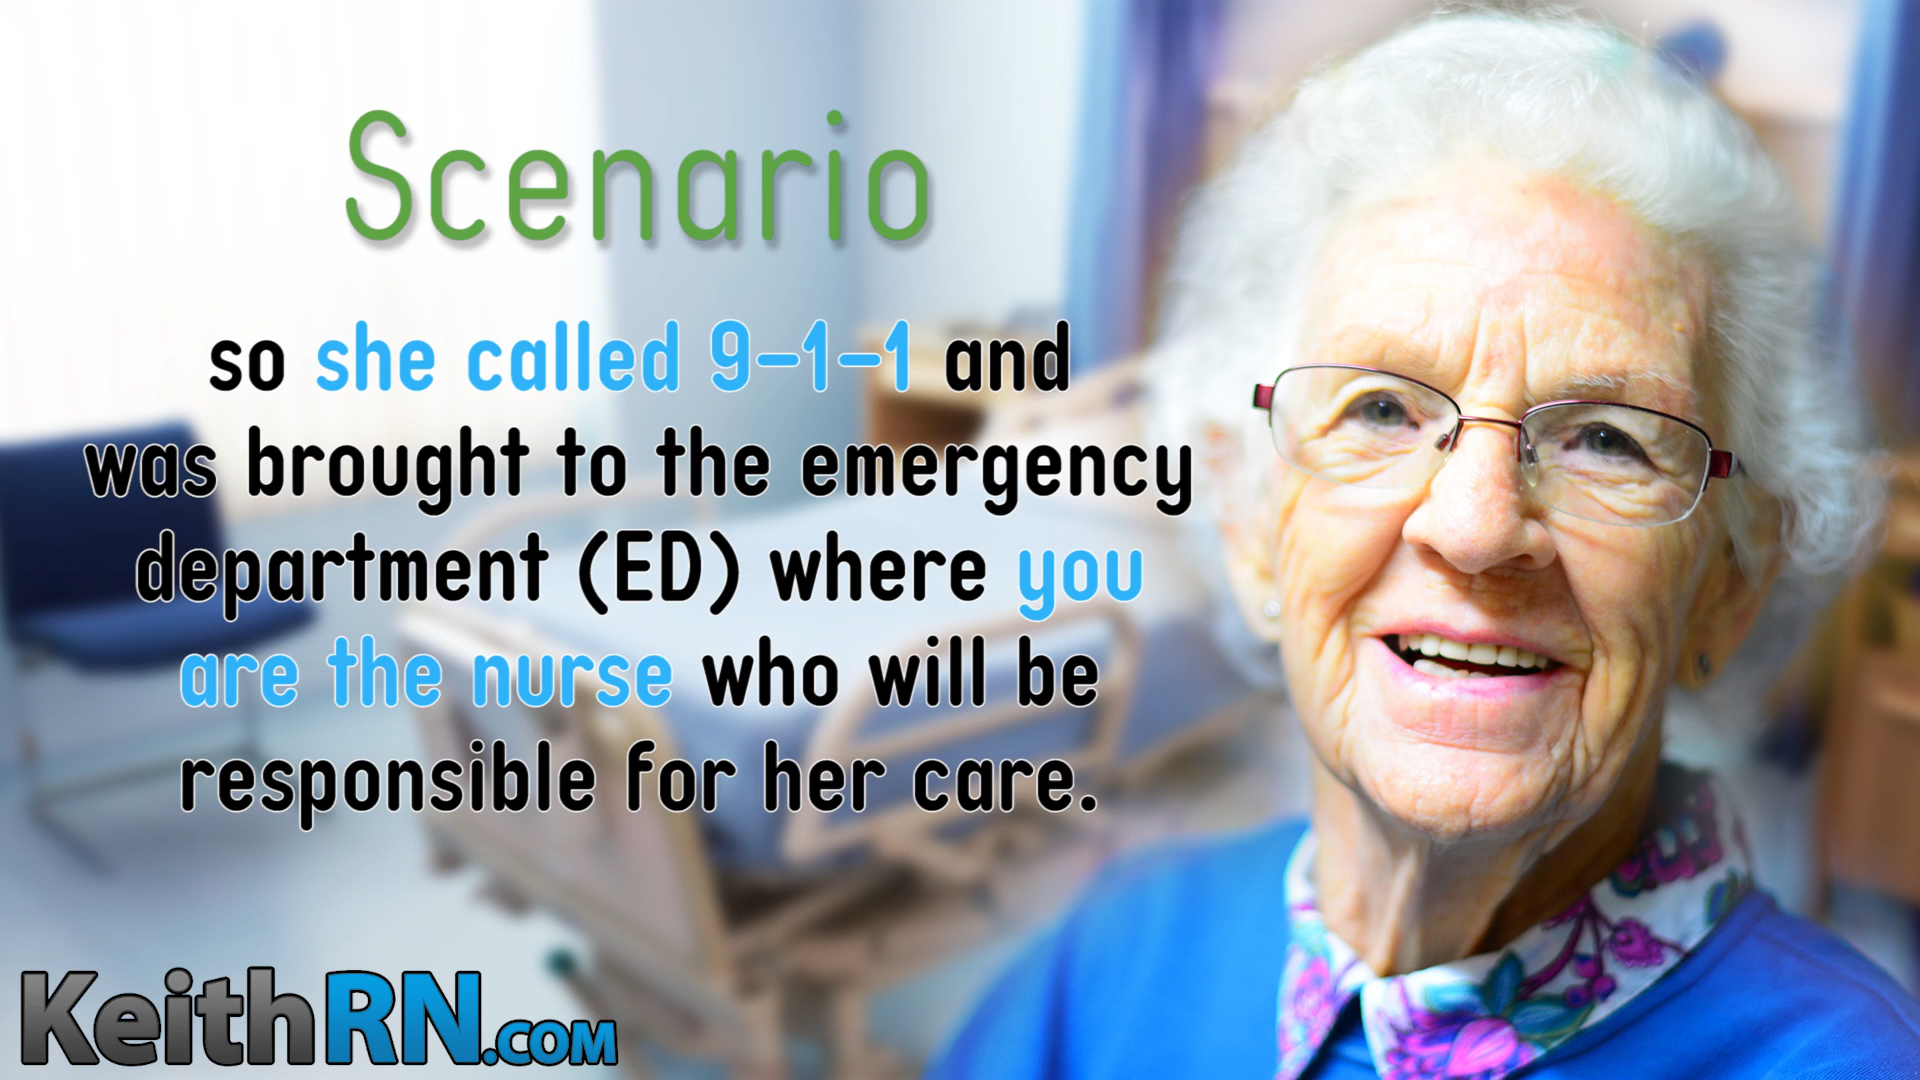 Scenario
so she called 9-1-1 and
was brought to the emergency
department (ED) where you
are the nurse who will be
responsible for her care.
KeithRN.COM